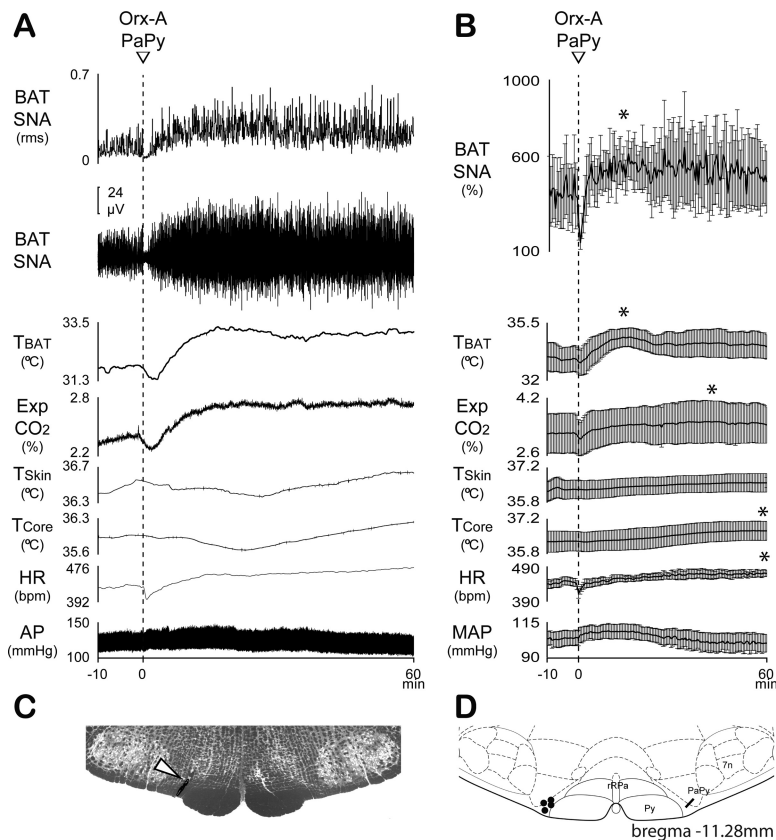 A
Orx-A
PaPy
BAT
SNA
(rms)
0.7
0
24
µV
BAT
SNA
TBAT
(ºC)
33.5
31.3
Exp
CO2
(%)
2.8
2.2
TSkin
(ºC)
36.7
36.3
TCore
(ºC)
36.3
35.6
HR
(bpm)
476
392
AP
(mmHg)
150
100
-10
0
60
min
B
Orx-A
PaPy
BAT
SNA
(%)
1000
600
100
*
TBAT
(ºC)
35.5
32
*
Exp
CO2
(%)
4.2
2.6
*
TSkin
(ºC)
37.2
35.8
TCore
(ºC)
37.2
35.8
*
HR
(bpm)
490
390
*
MAP
(mmHg)
115
90
-10
0
60
min
C
D
7n
rRPa
PaPy
Py
bregma -11.28mm